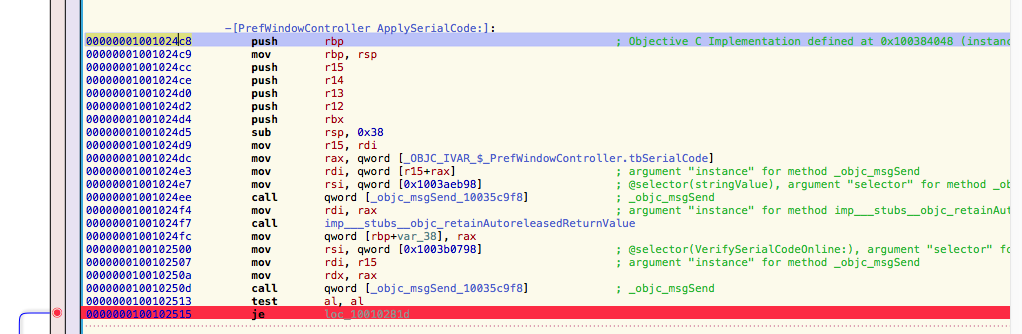 -[PrefWindowController ApplySerialCode:]:
00000001001024c8 push rbp ; Objective C Implementation defined at 0x100384048 (instanc
00000001001024c9 mov rbp, rsp
00000001001024cc push r15
00000001001024ce push r14
00000001001024d0 push r13
00000001001024d2 push r12
00000001001024d4 push rbx
00000001001024d5 sub rsp, 0x38
00000001001024d9 mov r15, rdi
00000001001024dc mov rax, qword [_OBJC_IVAR_$_PrefWindowController.tbSerialCode]
00000001001024e3 mov rdi, qword [r15+rax] ; argument "instance" for method _objc_msgSend
00000001001024e7 mov rsi, qword [0x1003aeb98] ; @selector(stringValue), argument "selector" for method _o
00000001001024ee call qword [_objc_msgSend_10035c9f8] ; _objc_msgSend
00000001001024f4 mov rdi, rax ; argument "instance" for method imp___stubs__objc_retainAut
00000001001024f7 call imp___stubs__objc_retainAutoreleasedReturnValue
00000001001024fc mov qword [rbp+var_38], rax
0000000100102500 mov rsi, qword [0x1003b0798] ; @selector(VerifySerialCodeOnline:), argument "selector" fo
0000000100102507 mov rdi, r15 ; argument "instance" for method _objc_msgSend
000000010010250a mov rdx, rax
000000010010250d call qword [_objc_msgSend_10035c9f8] ; _objc_msgSend
0000000100102513 test al, al
0000000100102515 je loc_10010281d